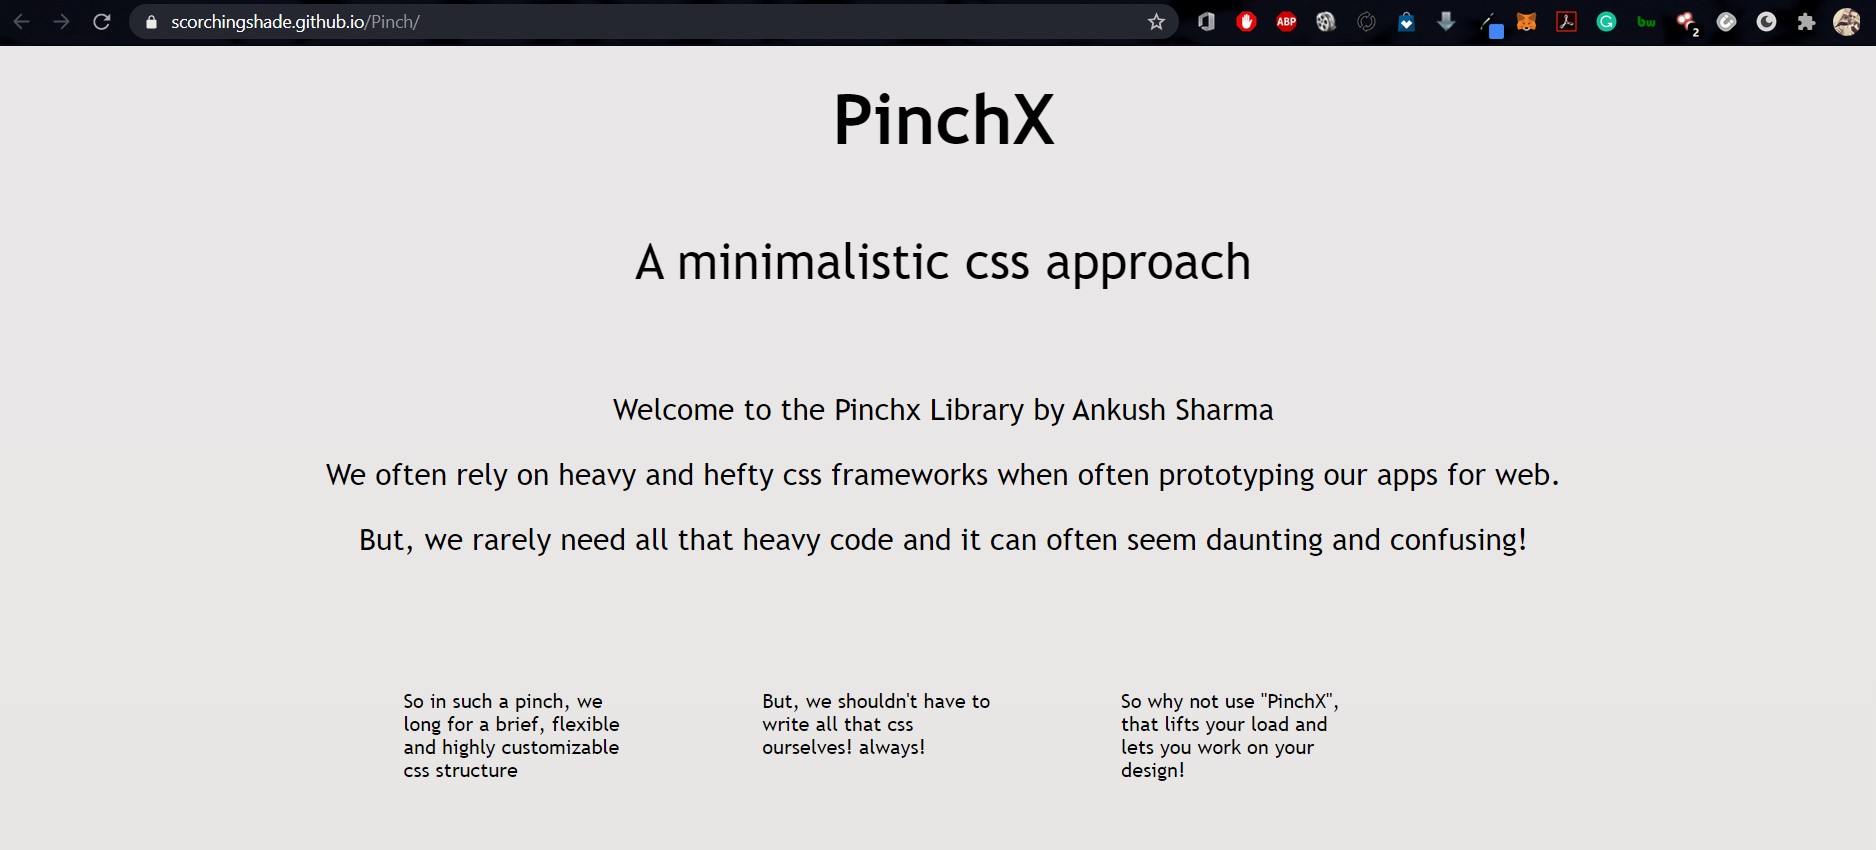 scorchingshade.github.io/Pinch/
ABP
bw
2
PinchX
A minimalistic css approach
Welcome to the Pinchx Library by Ankush Sharma
We often rely on heavy and hefty css frameworks when often prototyping our apps for web.
But, we rarely need all that heavy code and it can often seem daunting and confusing!
So in such a pinch, we
long for a brief, flexible
and highly customizable
css structure
But, we shouldn't have to
write all that css
ourselves! always!
So why not use "PinchX",
that lifts your load and
lets you work on your
design!